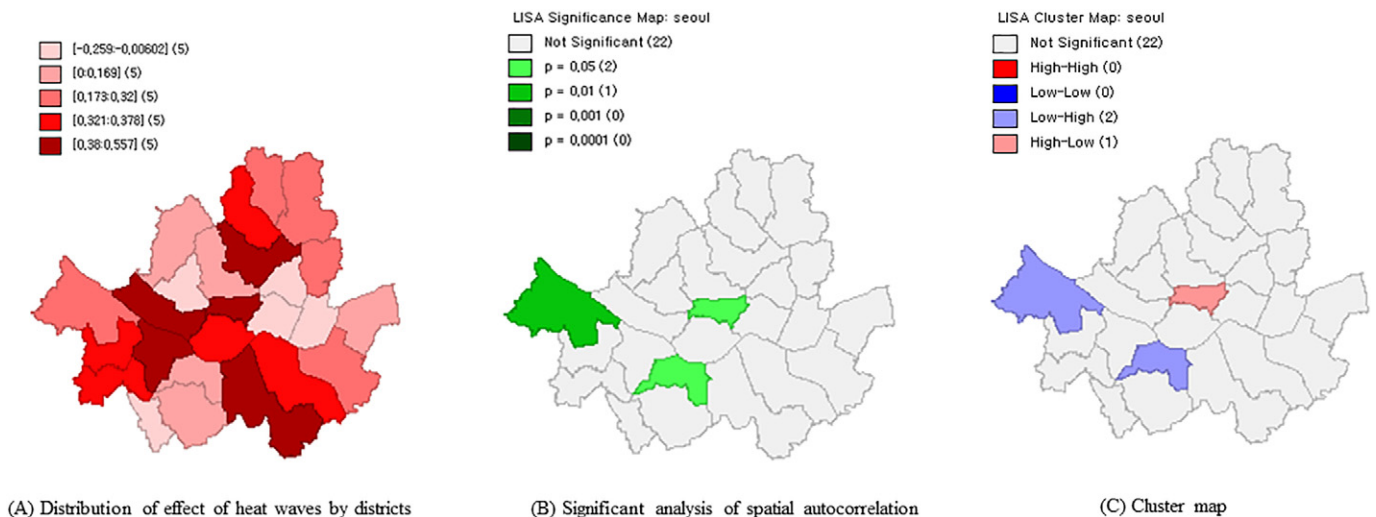 [-0,259:-0,00602] (5)
[0:0,169] (5)
[0,173:0,32] (5)
[0,321:0,378] (5)
[0,38:0,557] (5)
(A) Distribution of effect of heat waves by districts
LISA Significance Map: seoul
Not Significant (22)
p = 0,05 (2)
p = 0,01 (1)
p = 0,001 (0)
p = 0,0001 (0)
(B) Significant analysis of spatial autocorrelation
LISA Cluster Map: seoul
Not Significant (22)
High-High (0)
Low-Low (0)
Low-High (2)
High-Low (1)
(C) Cluster map